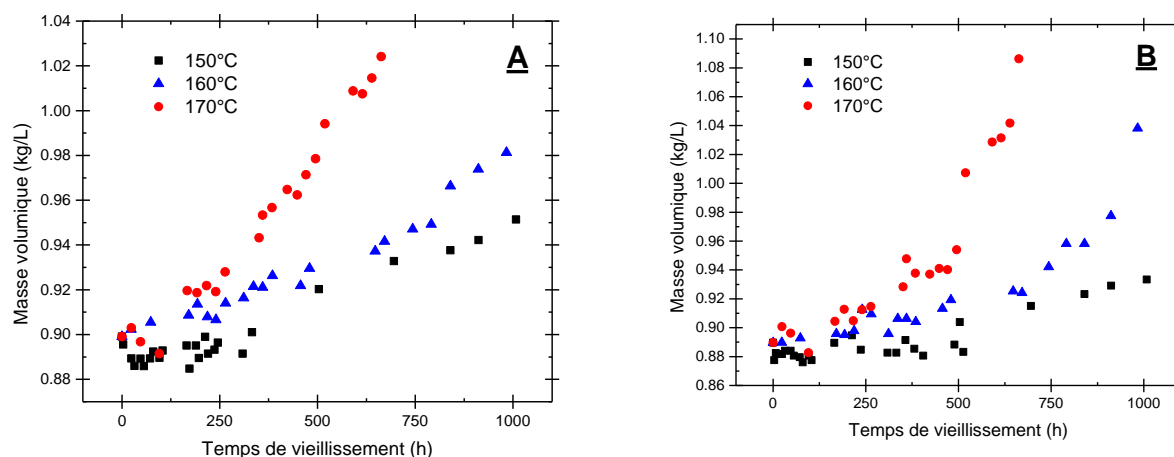 A
150°C
160°C
170°C
1.04
1.02
1.00
0.98
0.96
0.94
0.92
0.90
0.88
Masse volumique (kg/L)
0
250
500
750
1000
Temps de vieillissement (h)
B
150°C
160°C
170°C
1.10
1.08
1.06
1.04
1.02
1.00
0.98
0.96
0.94
0.92
0.90
0.88
0.86
Masse volumique (kg/L)
0
250
500
750
1000
Temps de vieillissement (h)